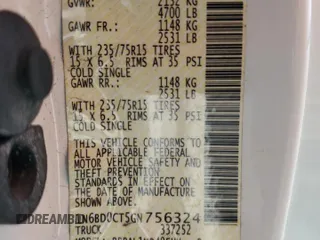 GVWR: 2132 KG
4700 LB
GAWR FR.: 1148 KG
2531 LB
WITH 235/75R15 TIRES
15 X 6.5 RIMS AT 35 PSI
COLD SINGLE
GAWR RR.: 1148 KG
2531 LB
WITH 235/75R15 TIRES
15 X 6.5 RIMS AT 35 PSI
COLD SINGLE
THIS VEHICLE CONFORMS TO
ALL APPLICABLE FEDERAL
MOTOR VEHICLE SAFETY
AND THEFT PREVENTION
STANDARDS IN EFFECT ON
THE DATE OF MANUFACTURE
SHOWN ABOVE
756324
TRUCK 337252